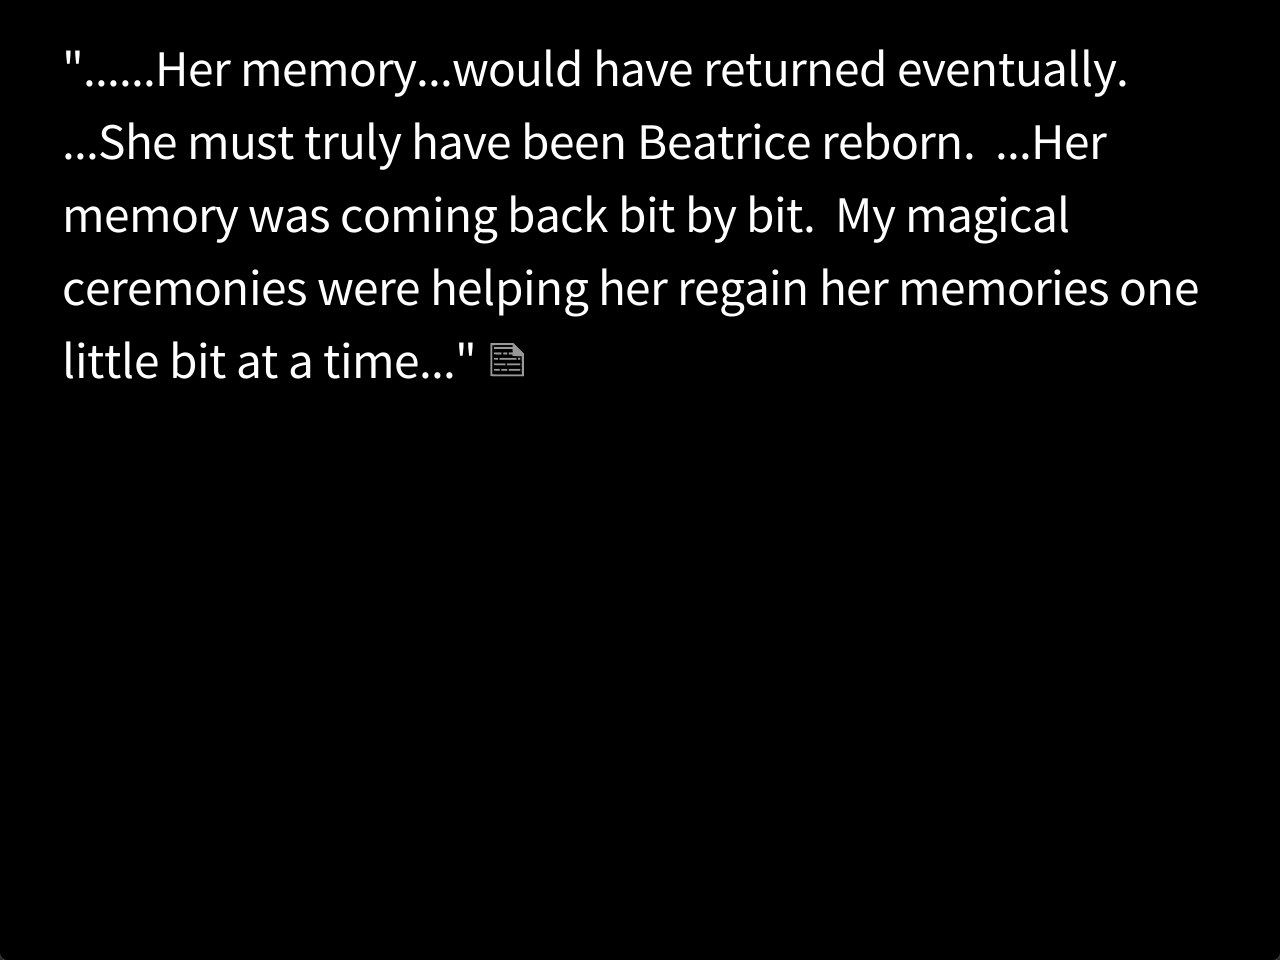 "......Her memory...would have returned eventually.
...She must truly have been Beatrice reborn.  ...Her
memory was coming back bit by bit.  My magical
ceremonies were helping her regain her memories one
little bit at a time..."